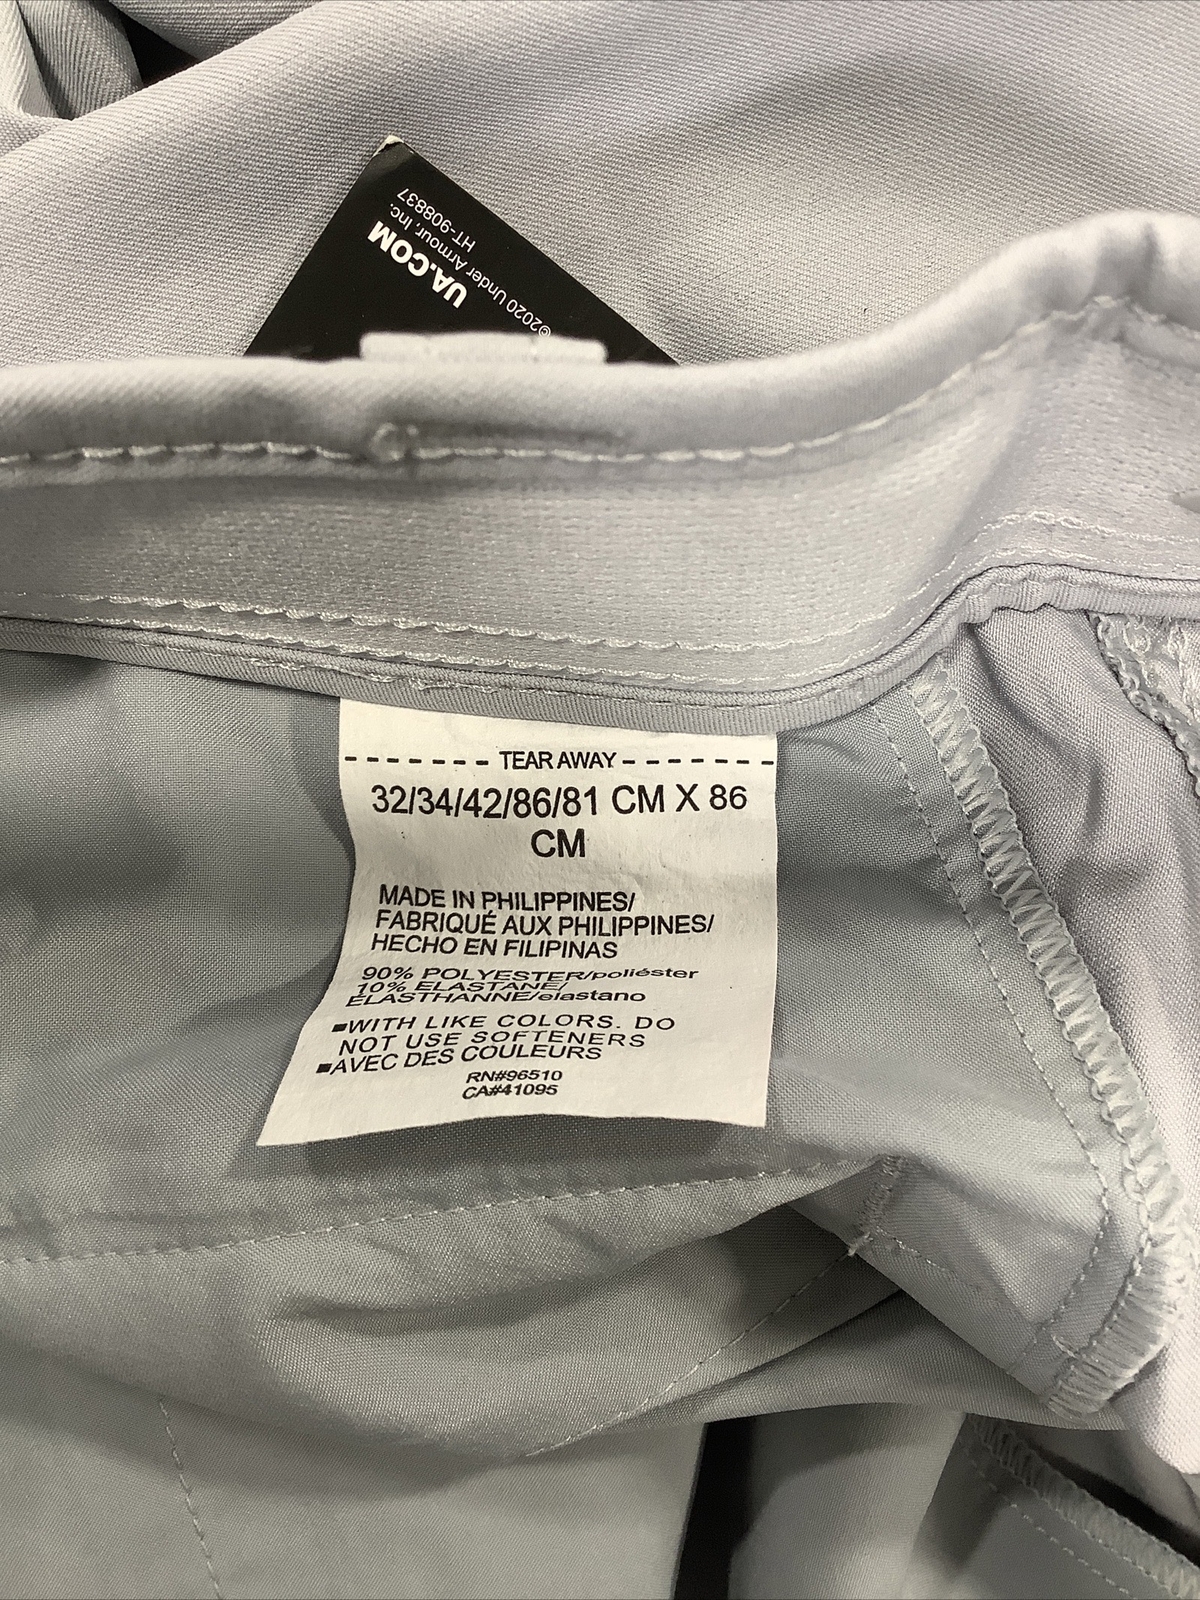 UA.COM
©2020 Under Armour, Inc.
HT-908837
TEAR AWAY
32/34/42/86/81 CM X 86
CM
MADE IN PHILIPPINES/
FABRIQUÉ AUX PHILIPPINES/
HECHO EN FILIPINAS
90% POLYESTER/poliéster
10% ELASTANE/
ÉLASTHANNE/elastano
▪WITH LIKE COLORS. DO
NOT USE SOFTENERS
▪AVEC DES COULEURS
RN#96510
CA#41095